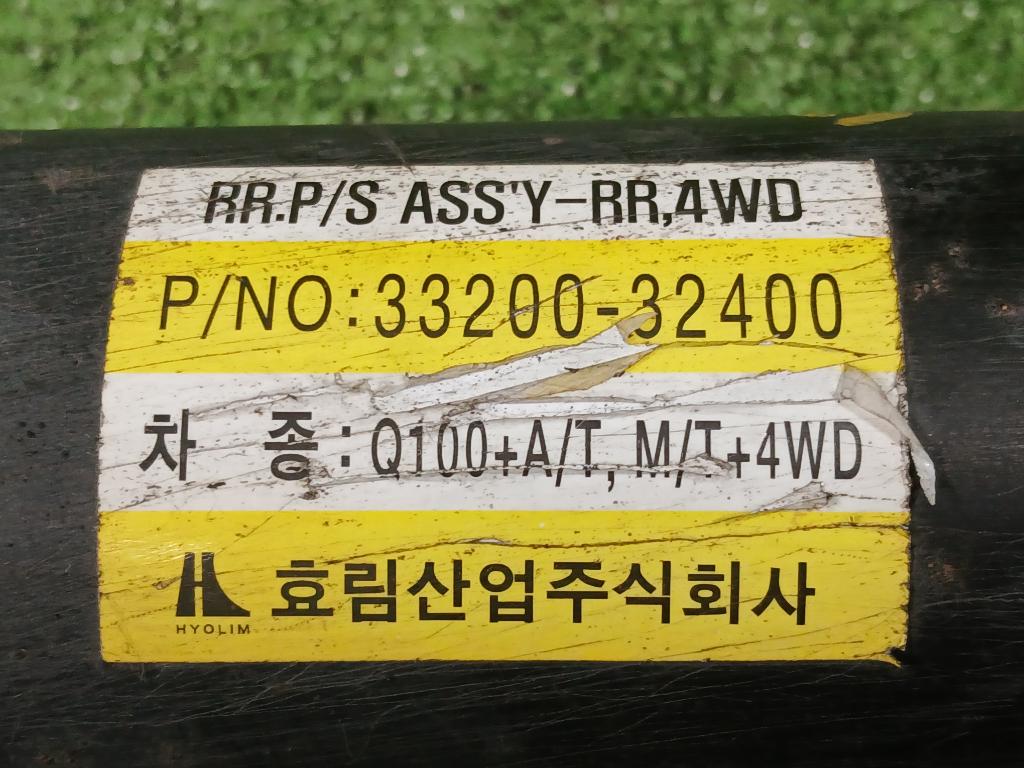 RR.P/S ASS'Y-RR,4WD
P/NO:33200-32400
차 종: Q100+A/T, M/T+4WD
HYOLIM 효림산업주식회사